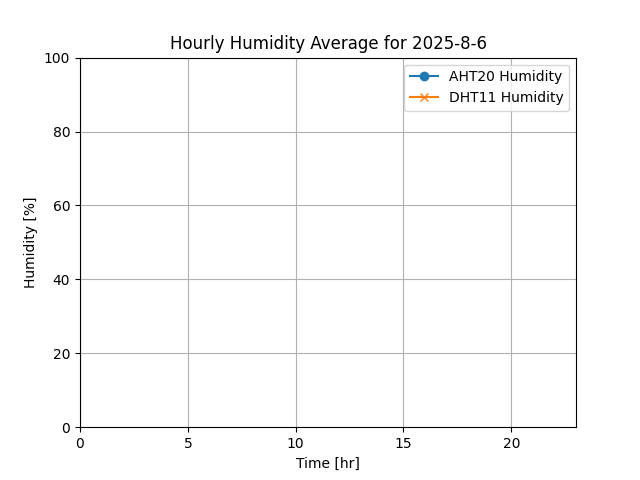 Hourly Humidity Average for 2025-8-6
100
AHT20 Humidity
DHT11 Humidity
80
60
Humidity [%]
40
20
0
0 5 10 15 20
Time [hr]